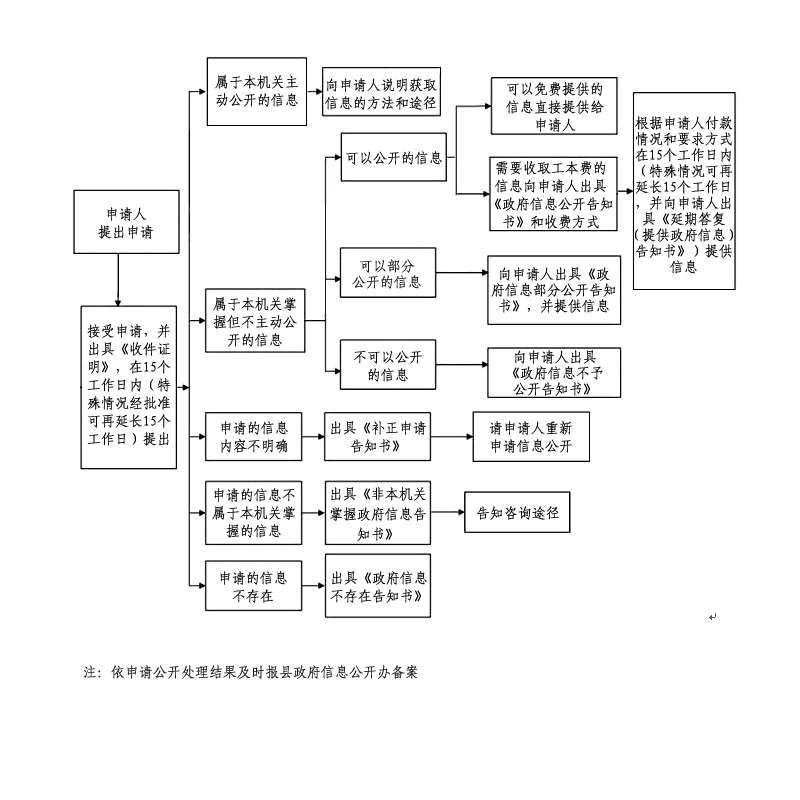 申请人
提出申请
接受申请，并
出具《收件证
明》，在15个
工作日内（特
殊情况经批准
可再延长15个
工作日）提出
属于本机关主
动公开的信息
向申请人说明获取
信息的方法和途径
属于本机关掌
握但不主动公
开的信息
可以公开的信息
可以免费提供的
信息直接提供给
申请人
需要收取工本费的
信息向申请人出具
《政府信息公开告知
书》和收费方式
根据申请人付款
情况和要求方式
在15个工作日内
（特殊情况可再
延长15个工作日
，并向申请人出
具《延期答复
（提供政府信息）
告知书》）提供
信息
可以部分
公开的信息
向申请人出具《政
府信息部分公开告知
书》，并提供信息
不可以公开
的信息
向申请人出具
《政府信息不予
公开告知书》
申请的信息
内容不明确
出具《补正申请
告知书》
请申请人重新
申请信息公开
申请的信息不
属于本机关掌
握的信息
出具《非本机关
掌握政府信息告
知书》
告知咨询途径
申请的信息
不存在
出具《政府信息
不存在告知书》
注：依申请公开处理结果及时报县政府信息公开办备案